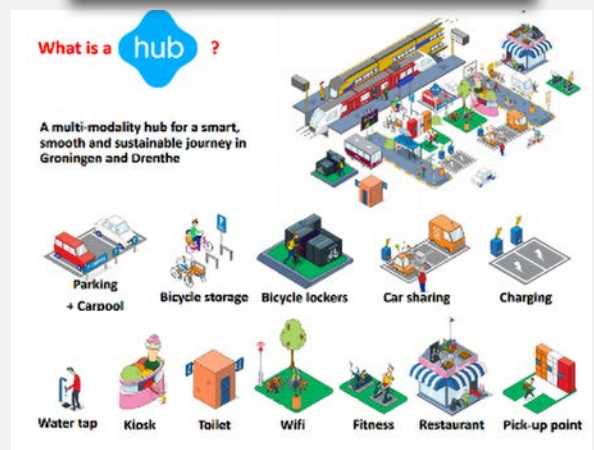 What is a hub ?
A multi-modality hub for a smart,
smooth and sustainable journey in
Groningen and Drenthe
Parking
+ Carpool
Bicycle storage
Bicycle lockers
Car sharing
Charging
Water tap
Kiosk
Toilet
Wifi
Fitness
Restaurant
Pick-up point